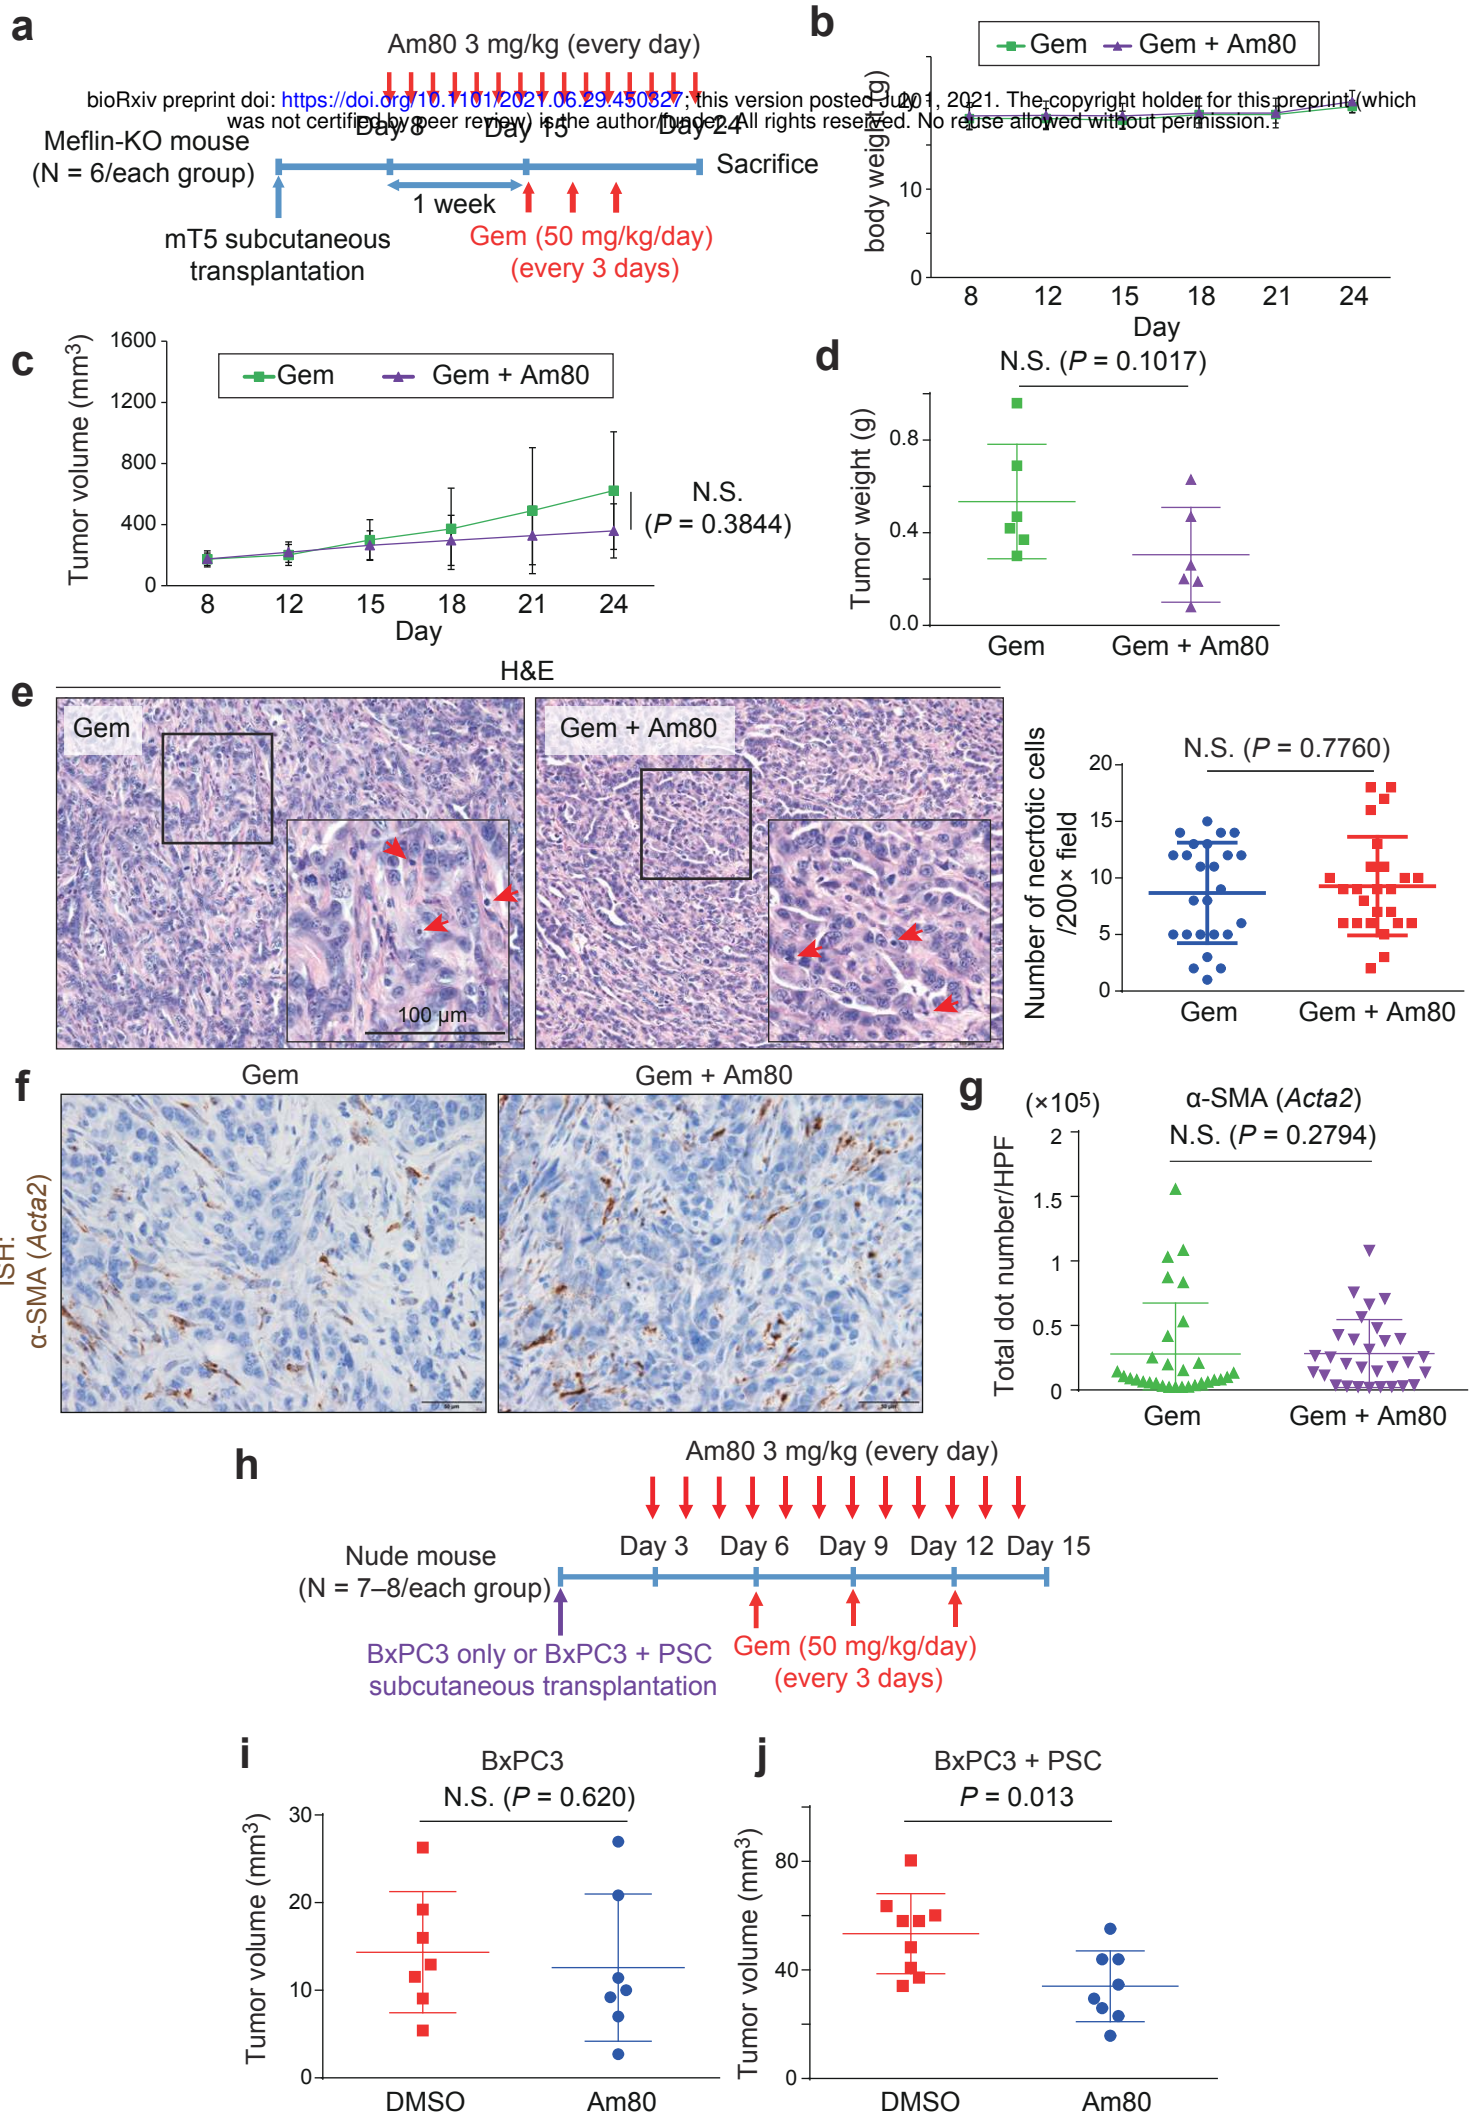 a
Am80 3 mg/kg (every day)
bioRxiv preprint doi: https://doi.org/10.1101/2021.06.29.450327; this version posted July 1, 2021. The copyright holder for this preprint (which
was not certified by peer review) is the author/funder. All rights reserved. No reuse allowed without permission.
Day 8 Day 15 Day 24
Meflin-KO mouse
(N = 6/each group)
Sacrifice
1 week
mT5 subcutaneous
transplantation
Gem (50 mg/kg/day)
(every 3 days)
b
Gem Gem + Am80
body weight (g)
20
10
0
8 12 15 18 21 24
Day
c
Tumor volume (mm3)
1600
1200
800
400
0
Gem Gem + Am80
N.S.
(P = 0.3844)
8 12 15 18 21 24
Day
d
N.S. (P = 0.1017)
Tumor weight (g)
0.8
0.4
0.0
Gem Gem + Am80
e
H&E
Gem
Gem + Am80
100 μm
Number of necrtotic cells
/200× field
N.S. (P = 0.7760)
20
15
10
5
0
Gem Gem + Am80
f
Gem Gem + Am80
ISH:
α-SMA (Acta2)
g
(×105)
α-SMA (Acta2)
N.S. (P = 0.2794)
Total dot number/HPF
2
1.5
1
0.5
0
Gem Gem + Am80
h
Am80 3 mg/kg (every day)
Day 3 Day 6 Day 9 Day 12 Day 15
Nude mouse
(N = 7–8/each group)
BxPC3 only or BxPC3 + PSC
subcutaneous transplantation
Gem (50 mg/kg/day)
(every 3 days)
i
BxPC3
N.S. (P = 0.620)
Tumor volume (mm3)
30
20
10
0
DMSO Am80
j
BxPC3 + PSC
P = 0.013
Tumor volume (mm3)
80
40
0
DMSO Am80